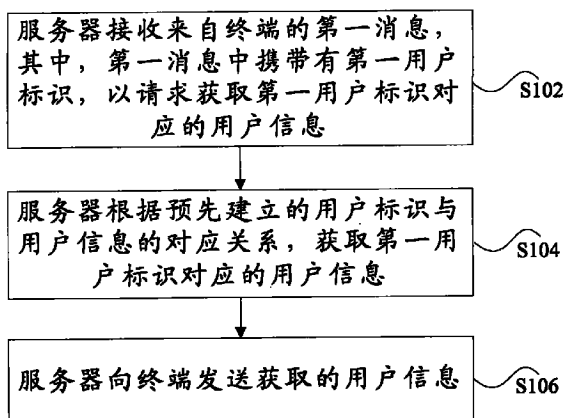 服务器接收来自终端的第一消息,
其中,第一消息中携带有第一用户
标识,以请求获取第一用户标识对
应的用户信息
S102
服务器根据预先建立的用户标识与
用户信息的对应关系,获取第一用
户标识对应的用户信息
S104
服务器向终端发送获取的用户信息
S106